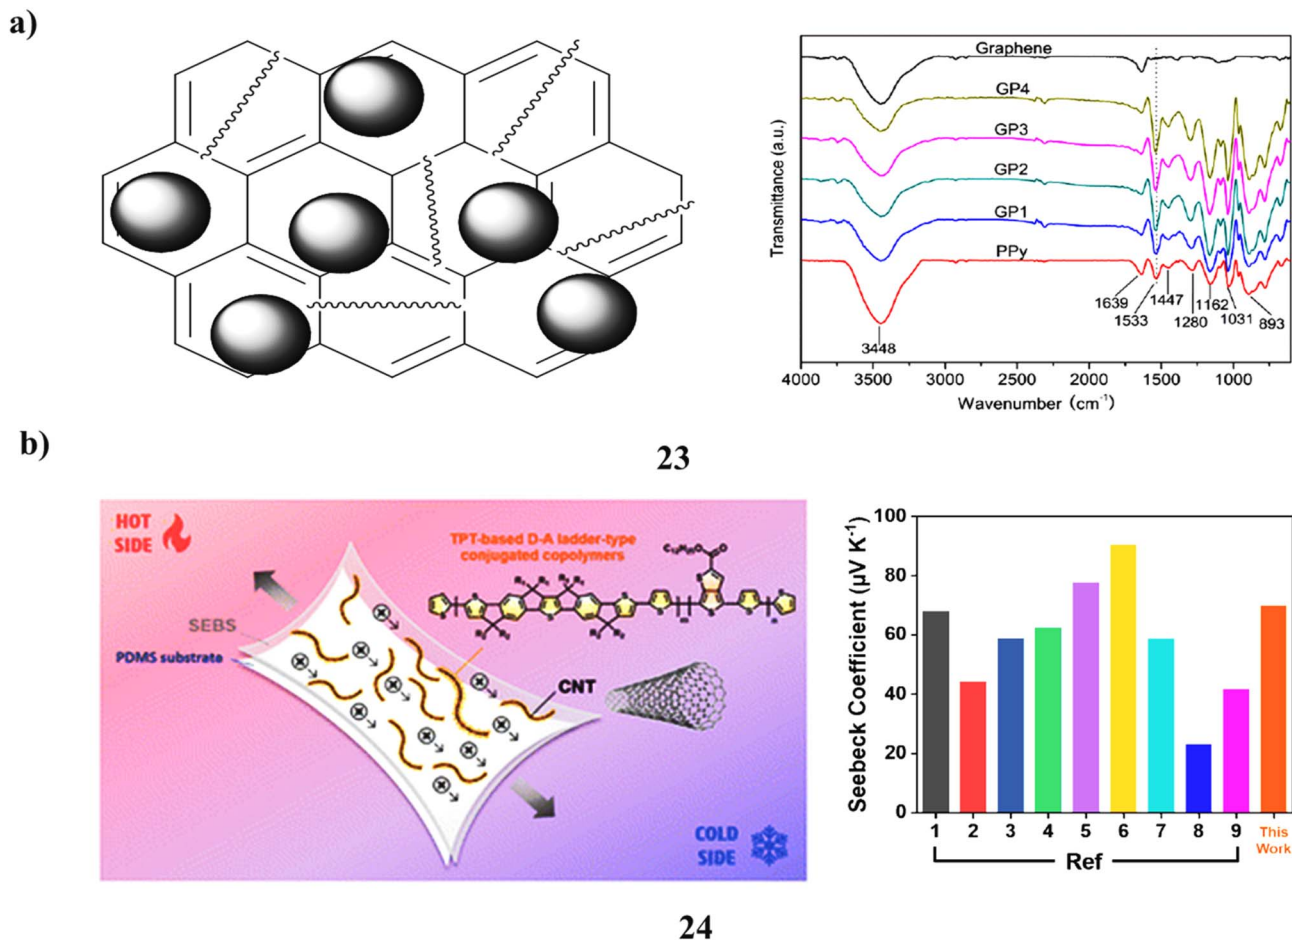 a)
Graphene
GP4
GP3
GP2
GP1
PPy
1639
1533
1447
1280
1162
1031
893
3448
Transmittance (a.u.)
4000 3500 3000 2500 2000 1500 1000
Wavenumber (cm⁻¹)
23
b)
HOT
SIDE
TPT-based D-A ladder-type
conjugated copolymers
C₁₂H₂₅O
O
S
SEBS
PDMS substrate
CNT
COLD
SIDE
Seebeck Coefficient (µV K⁻¹)
100
80
60
40
20
0
1 2 3 4 5 6 7 8 9 This
Work
Ref
24